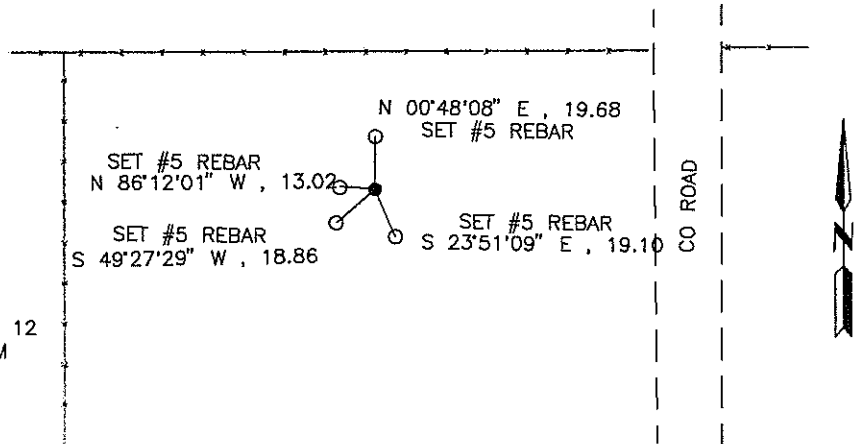 N 00°48'08" E , 19.68
SET #5 REBAR
SET #5 REBAR
N 86°12'01" W , 13.02
SET #5 REBAR
S 49°27'29" W , 18.86
SET #5 REBAR
S 23°51'09" E , 19.10
CO ROAD
N
12
M